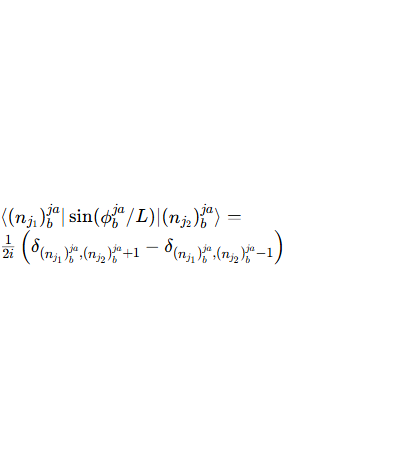 ⟨(n_{j_1})_b^{ja}| sin(ϕ_b^{ja}/L)|(n_{j_2})_b^{ja}⟩ =
\frac{1}{2i} (δ_{(n_{j_1})_b^{ja},(n_{j_2})_b^{ja}+1} − δ_{(n_{j_1})_b^{ja},(n_{j_2})_b^{ja}−1})